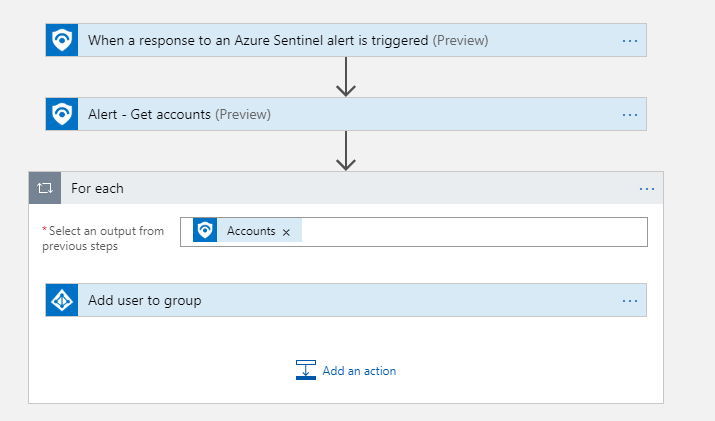 When a response to an Azure Sentinel alert is triggered (Preview)
Alert - Get accounts (Preview)
For each
*Select an output from
previous steps
Accounts ×
Add user to group
Add an action